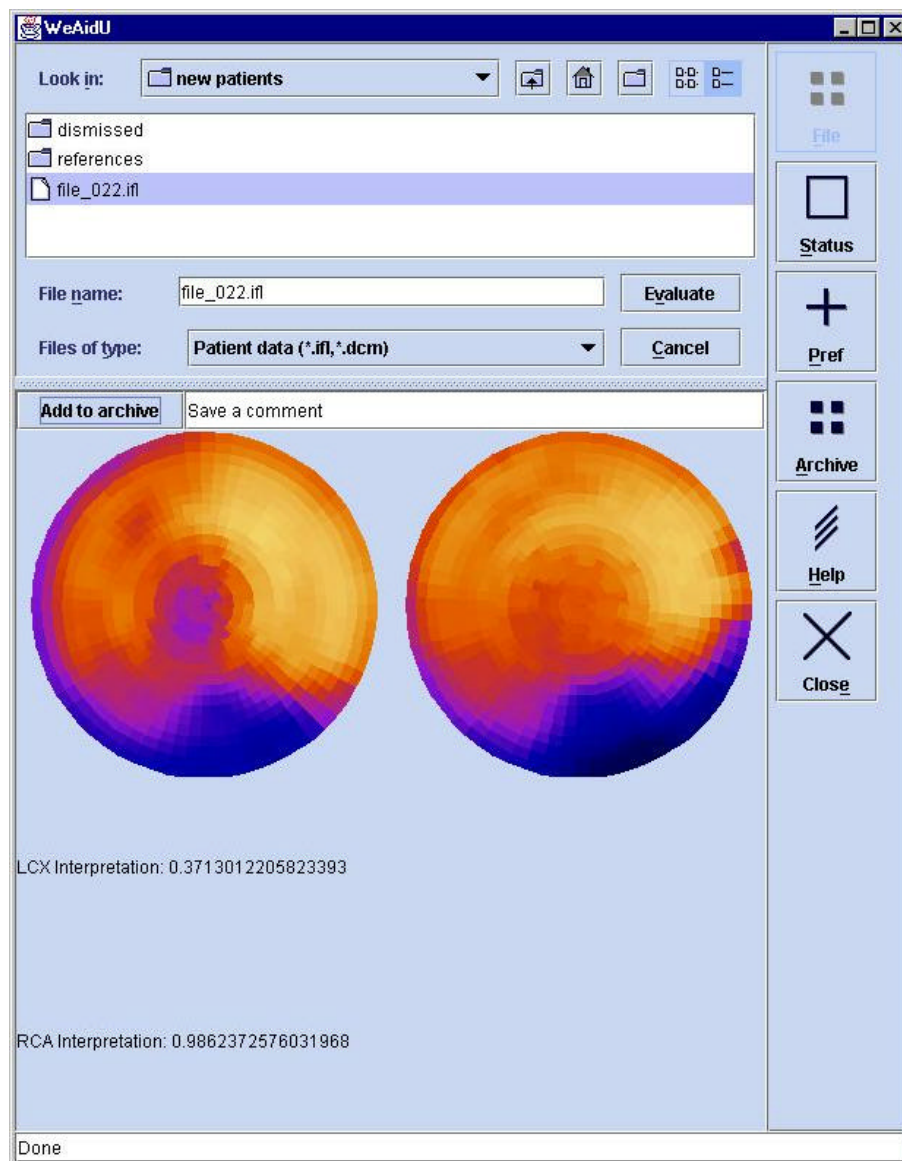 WeAidU
Look in: new patients
File
dismissed
references
file_022.ifl
Status
File name: file_022.ifl Evaluate
Files of type: Patient data (*.ifl,*.dcm) Cancel
Pref
Add to archive Save a comment
Archive
Help
Close
LCX Interpretation: 0.3713012205823393
RCA Interpretation: 0.9862372576031968
Done